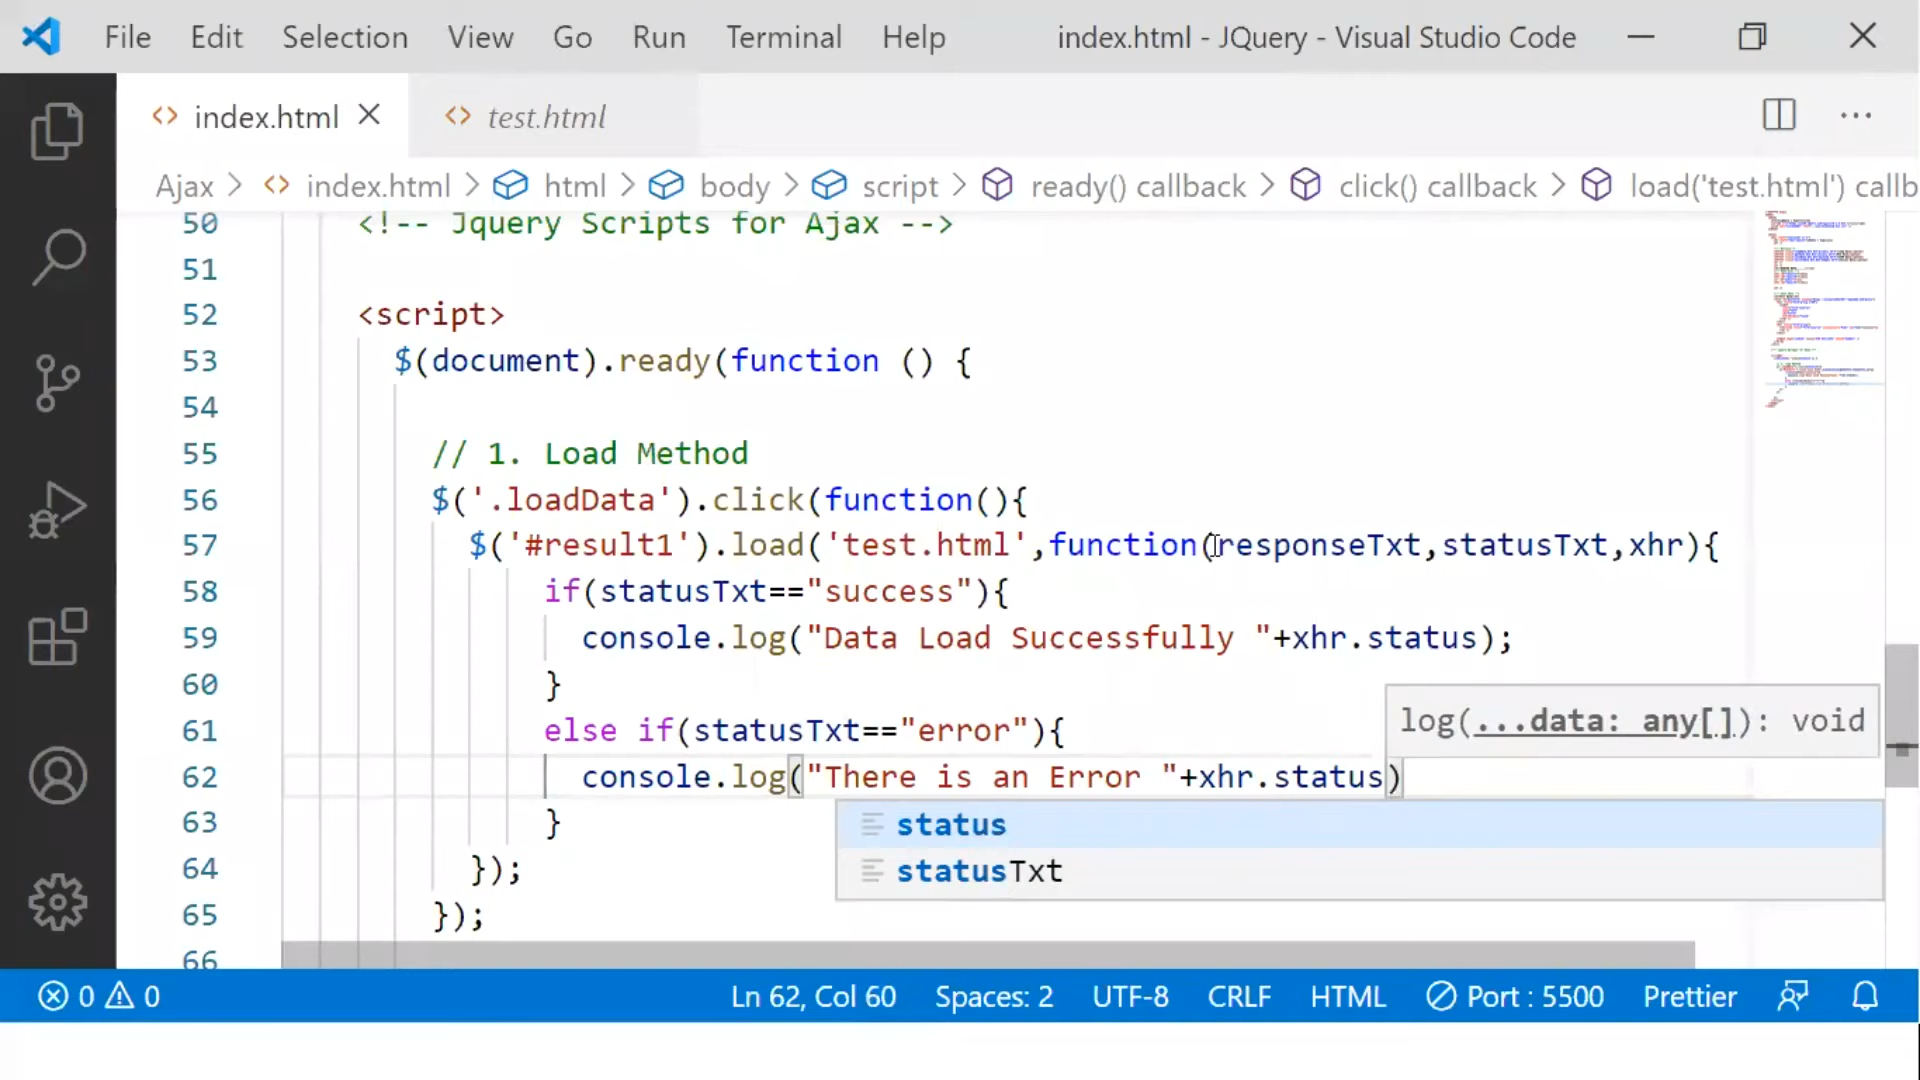 File Edit Selection View Go Run Terminal Help index.html - JQuery - Visual Studio Code
index.html test.html
Ajax > index.html > html > body > script > ready() callback > click() callback > load('test.html') callb
50 <!-- Jquery Scripts for Ajax -->
51
52 <script>
53 $(document).ready(function () {
54
55 // 1. Load Method
56 $('.loadData').click(function(){
57 $('#result1').load('test.html',function(responseTxt,statusTxt,xhr){
58 if(statusTxt=="success"){
59 console.log("Data Load Successfully "+xhr.status);
60 }
61 else if(statusTxt=="error"){
log(...data: any[]): void
62 console.log("There is an Error "+xhr.status)
63 }
status
statusTxt
64 });
65 });
66
0 0 Ln 62, Col 60 Spaces: 2 UTF-8 CRLF HTML Port : 5500 Prettier